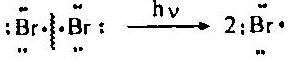 :Br· ·Br: hν → 2:Br·